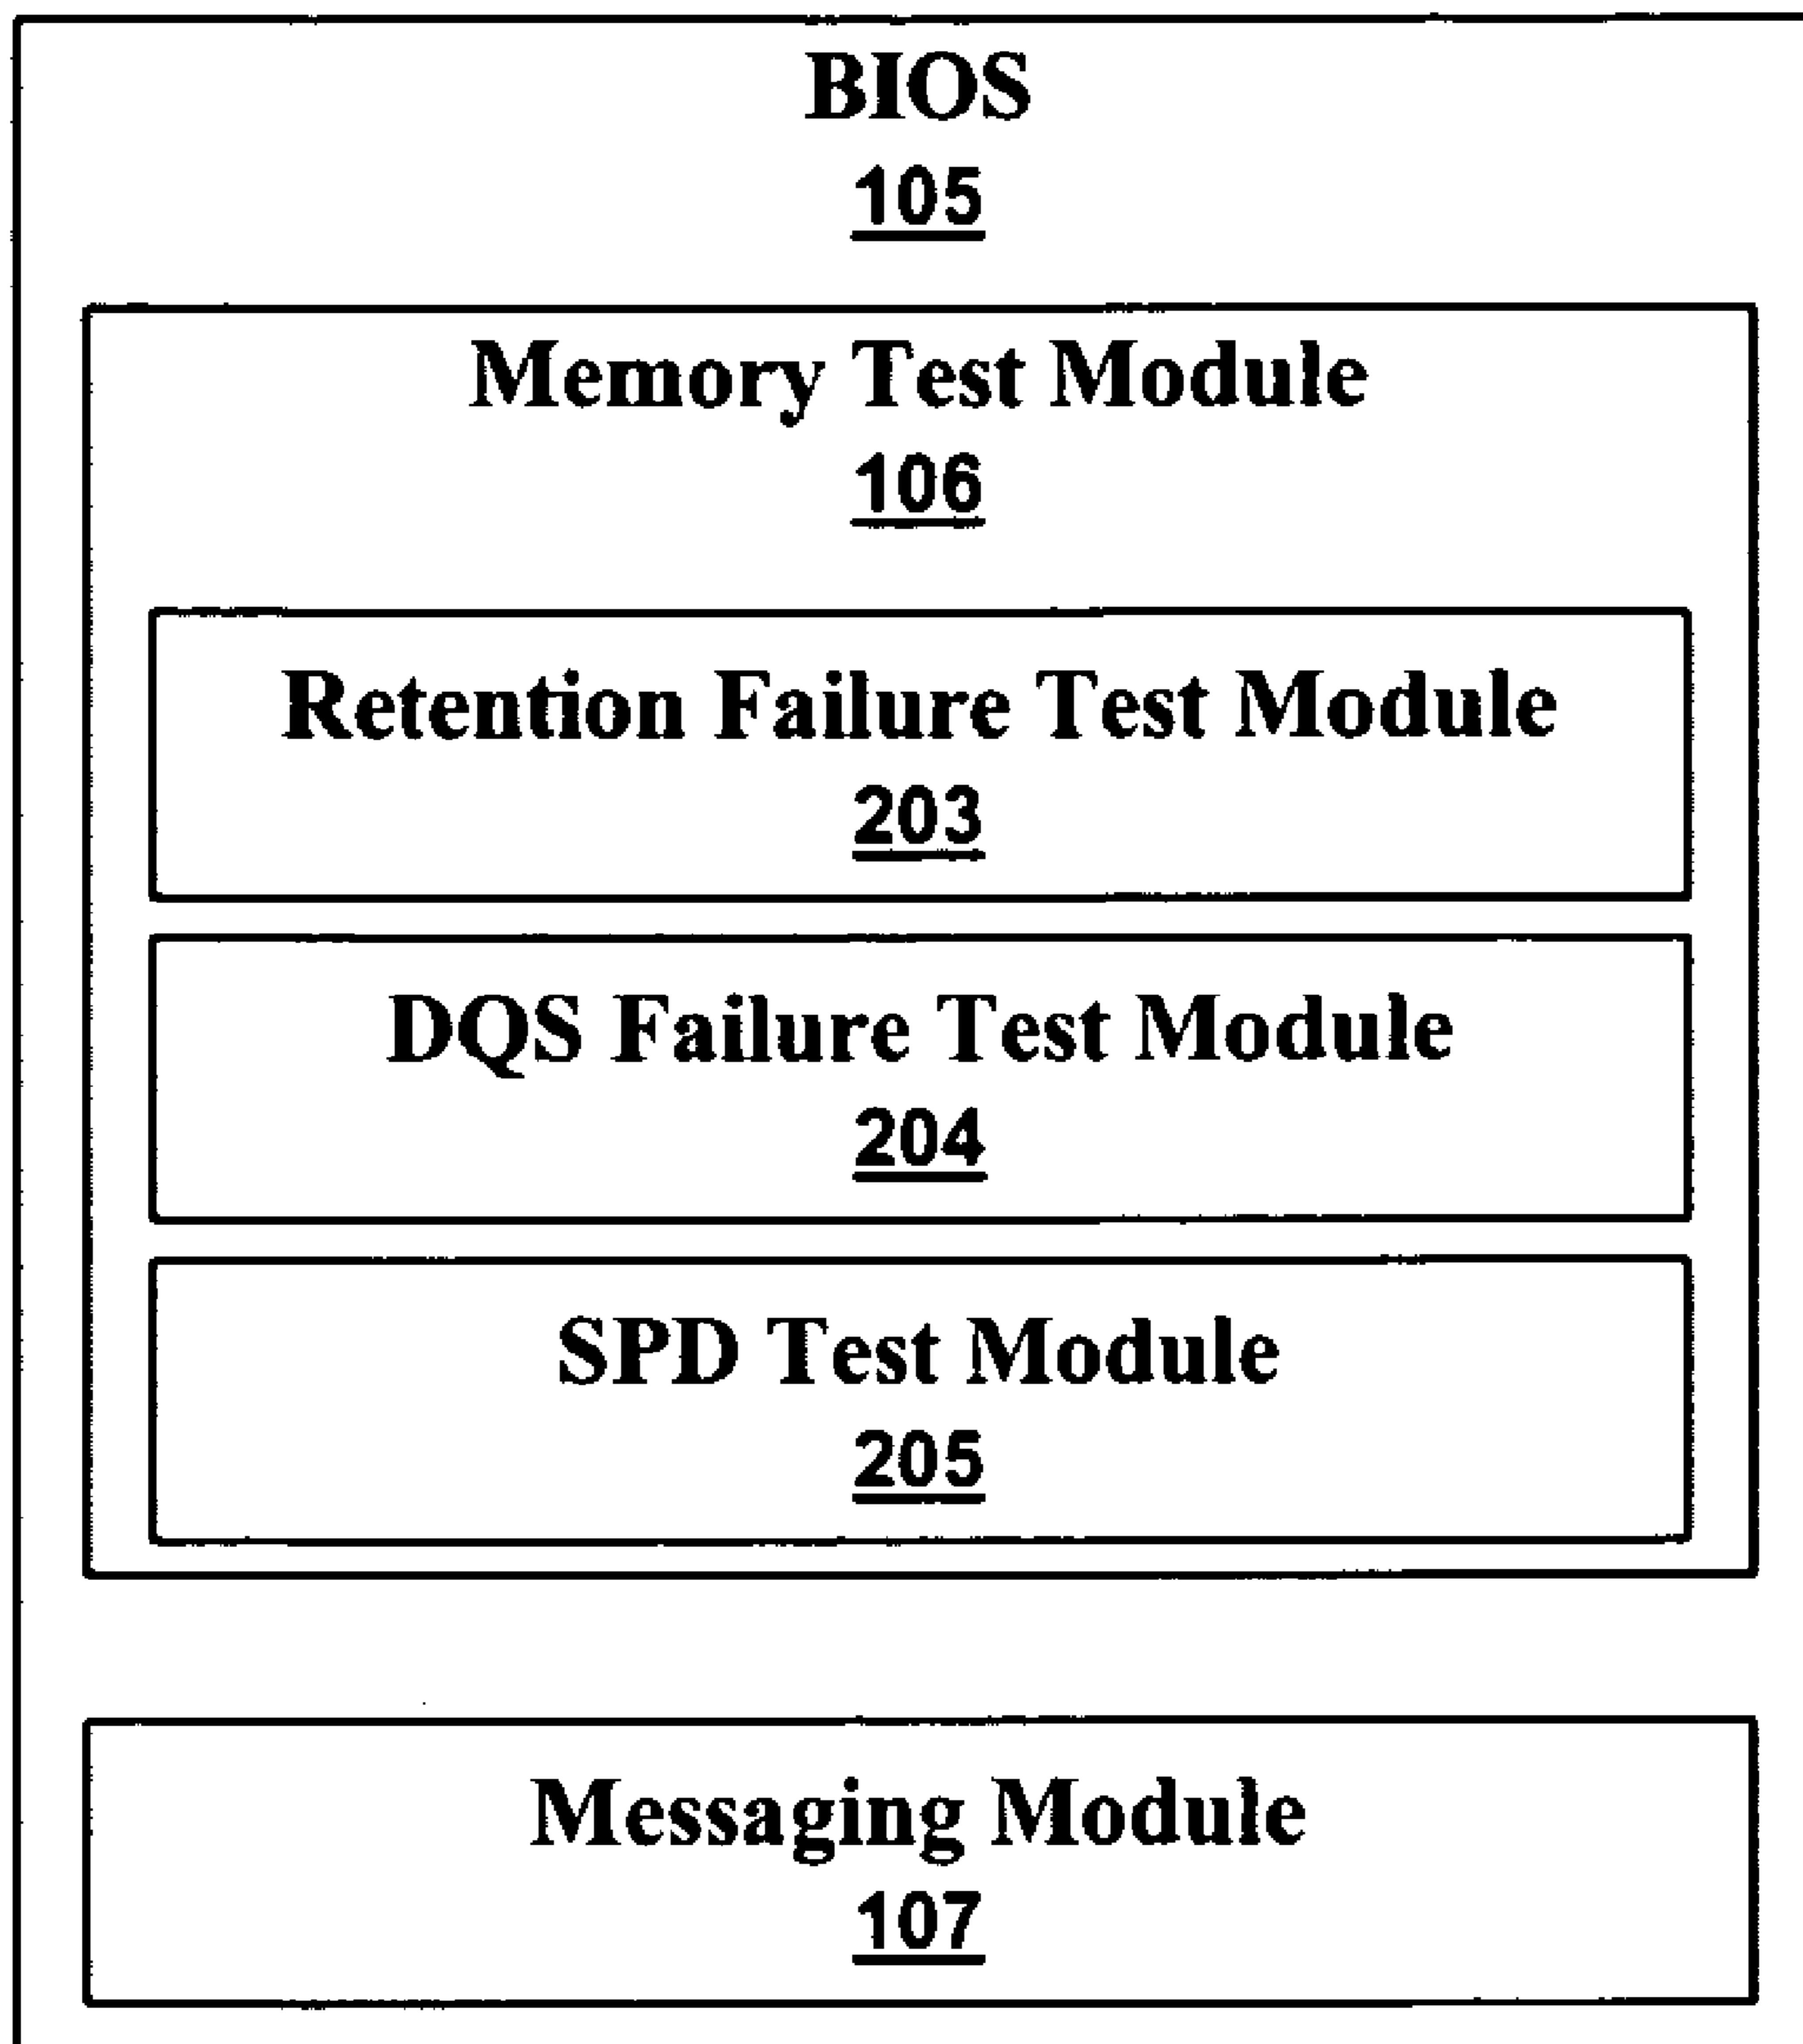 BIOS
105
Memory Test Module
106
Retention Failure Test Module
203
DQS Failure Test Module
204
SPD Test Module
205
Messaging Module
107